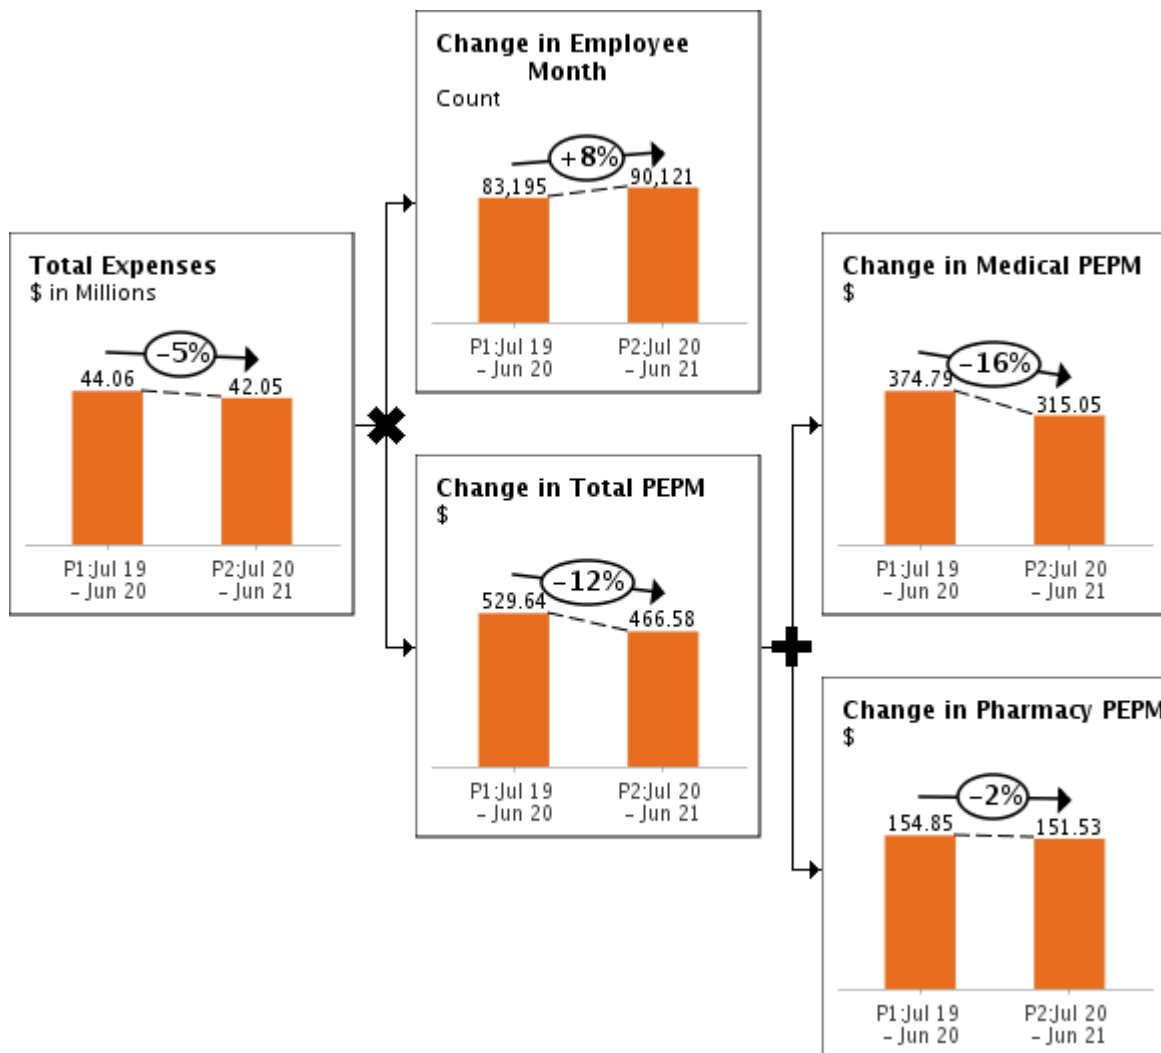 Total Expenses
$ in Millions
–5%
44.06
42.05
P1:Jul 19
– Jun 20
P2:Jul 20
– Jun 21
Change in Employee
Month
Count
+8%
83,195
90,121
P1:Jul 19
– Jun 20
P2:Jul 20
– Jun 21
Change in Total PEPM
$
–12%
529.64
466.58
P1:Jul 19
– Jun 20
P2:Jul 20
– Jun 21
Change in Medical PEPM
$
–16%
374.79
315.05
P1:Jul 19
– Jun 20
P2:Jul 20
– Jun 21
Change in Pharmacy PEPM
$
–2%
154.85
151.53
P1:Jul 19
– Jun 20
P2:Jul 20
– Jun 21